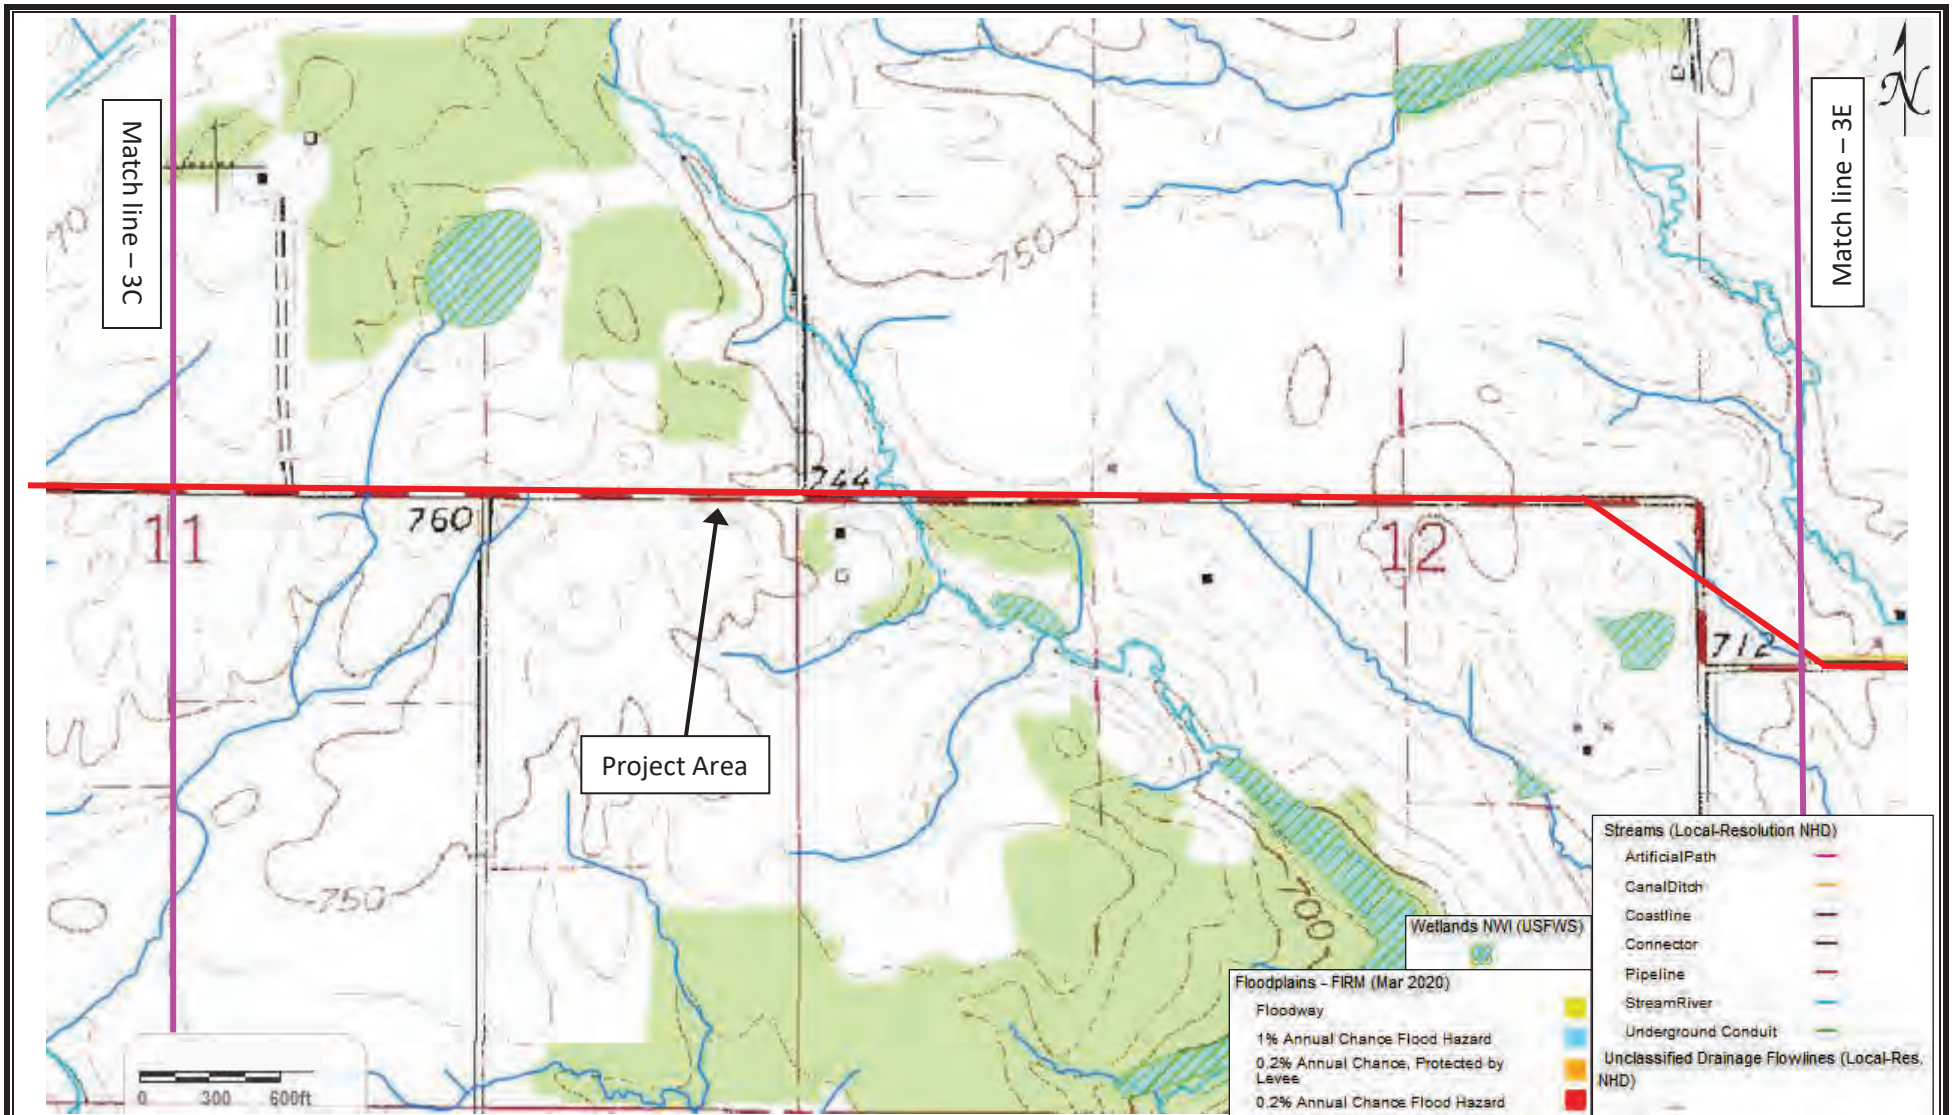 N
Match line – 3C
Match line – 3E
750
744
760
11
12
712
Project Area
750
700
0 300 600ft
Wetlands NWI (USFWS)
Floodplains - FIRM (Mar 2020)
Floodway
1% Annual Chance Flood Hazard
0.2% Annual Chance, Protected by
Levee
0.2% Annual Chance Flood Hazard
Streams (Local-Resolution NHD)
ArtificialPath
CanalDitch
Coastline
Connector
Pipeline
StreamRiver
Underground Conduit
Unclassified Drainage Flowlines (Local-Res.
NHD)